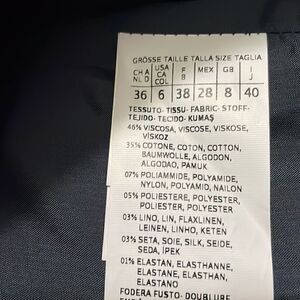 GRÖSSE TAILLE TALLA SIZE TAGLIA
CH A NL D USA CA COL F B MEX GB I J
36 6 38 28 8 40
TESSUTO- TISSU- FABRIC- STOFF-
TEJIDO- TECIDO- KUMAŞ
46% VISCOSA, VISCOSE, VISKOSE,
VİSKOZ
35% COTONE, COTON, COTTON,
BAUMWOLLE, ALGODON,
ALGODAO, PAMUK
07% POLIAMMIDE, POLYAMIDE,
NYLON, POLYAMID, NAILON
05% POLIESTERE, POLYESTER,
POLIESTER, POLYESTER
03% LINO, LIN, FLAX,LINEN,
LEINEN, LINHO, KETEN
03% SETA, SOIE, SILK, SEIDE,
SEDA, İPEK
01% ELASTAN, ELASTHANNE,
ELASTANE, ELASTHAN,
ELASTANO
FODERA FUSTO- DOUBLURE